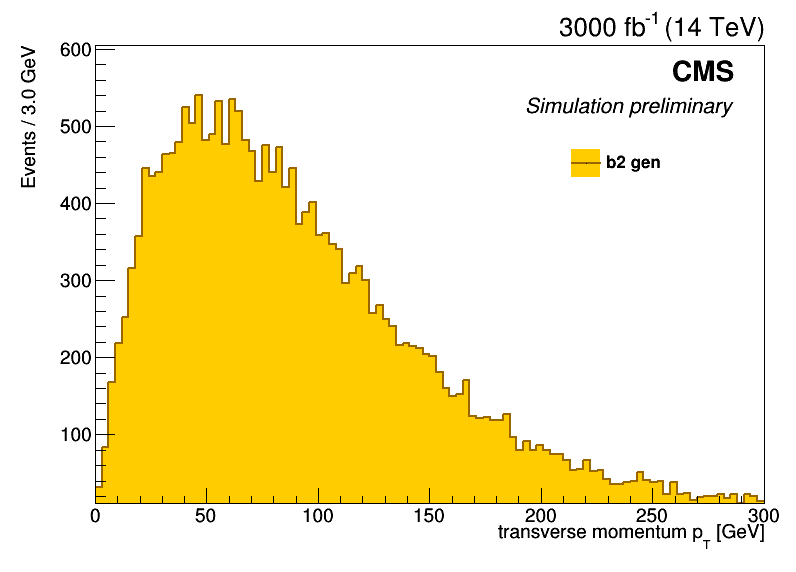 3000 fb-1 (14 TeV)
Events / 3.0 GeV
600
500
400
300
200
100
CMS
Simulation preliminary
b2 gen
0 50 100 150 200 250 300
transverse momentum pT [GeV]